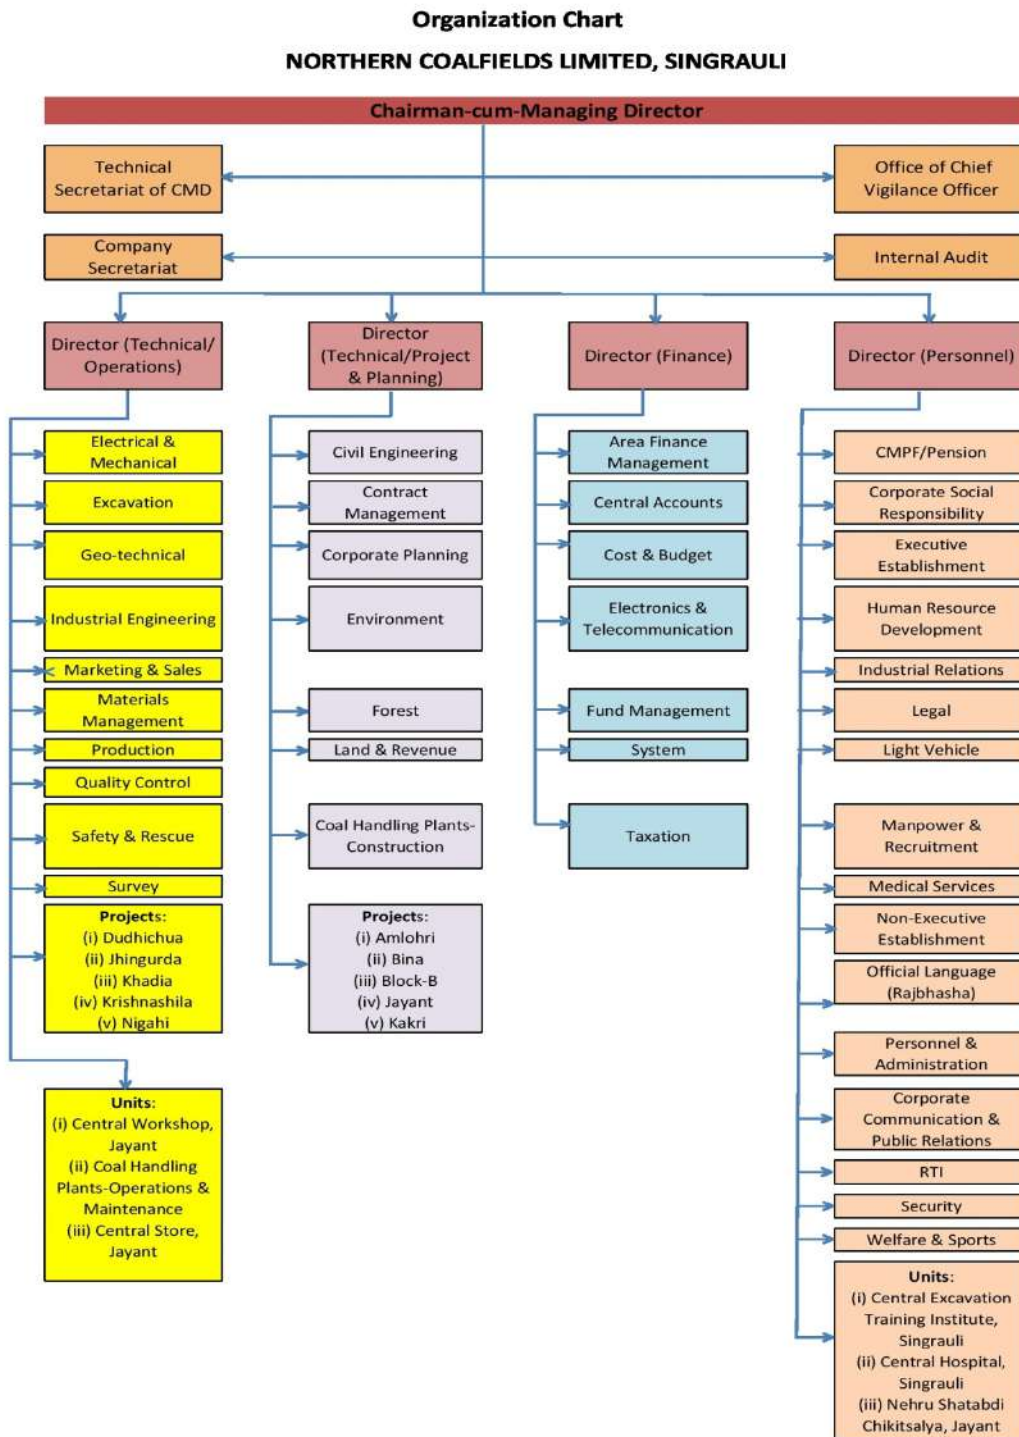 Organization Chart
NORTHERN COALFIELDS LIMITED, SINGRAULI
Chairman-cum-Managing Director
Technical
Secretariat of CMD
Office of Chief
Vigilance Officer
Company
Secretariat
Internal Audit
Director (Technical/
Operations)
Director
(Technical/Project
& Planning)
Director (Finance)
Director (Personnel)
Electrical &
Mechanical
Excavation
Geo-technical
Industrial Engineering
Marketing & Sales
Materials
Management
Production
Quality Control
Safety & Rescue
Survey
Projects:
(i) Dudhichua
(ii) Jhingurda
(iii) Khadia
(iv) Krishnashila
(v) Nigahi
Units:
(i) Central Workshop,
Jayant
(ii) Coal Handling
Plants-Operations &
Maintenance
(iii) Central Store,
Jayant
Civil Engineering
Contract
Management
Corporate Planning
Environment
Forest
Land & Revenue
Coal Handling Plants-
Construction
Projects:
(i) Amlohri
(ii) Bina
(iii) Block-B
(iv) Jayant
(v) Kakri
Area Finance
Management
Central Accounts
Cost & Budget
Electronics &
Telecommunication
Fund Management
System
Taxation
CMPF/Pension
Corporate Social
Responsibility
Executive
Establishment
Human Resource
Development
Industrial Relations
Legal
Light Vehicle
Manpower &
Recruitment
Medical Services
Non-Executive
Establishment
Official Language
(Rajbhasha)
Personnel &
Administration
Corporate
Communication &
Public Relations
RTI
Security
Welfare & Sports
Units:
(i) Central Excavation
Training Institute,
Singrauli
(ii) Central Hospital,
Singrauli
(iii) Nehru Shatabdi
Chikitsalya, Jayant